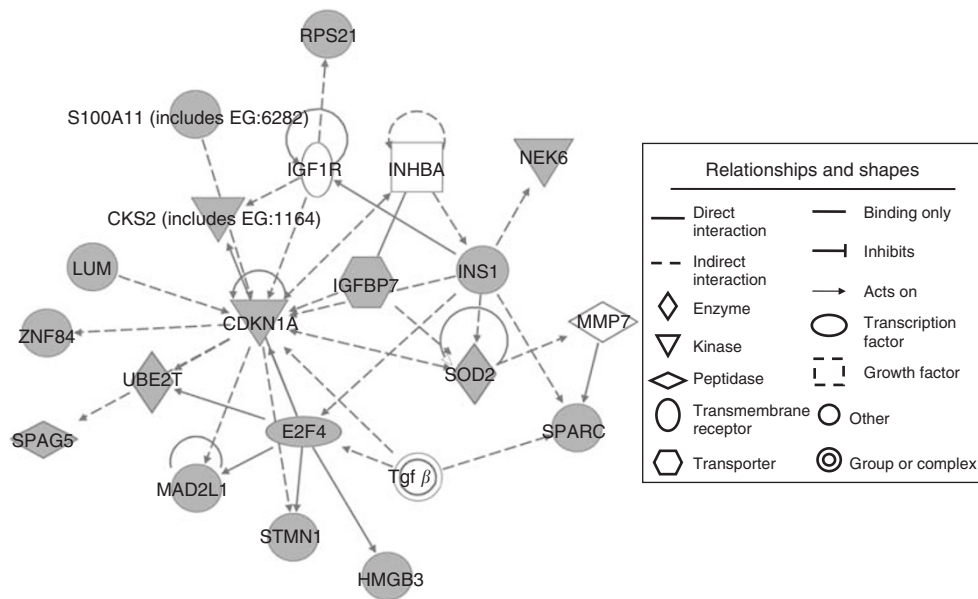 RPS21
S100A11 (includes EG:6282)
IGF1R
INHBA
NEK6
CKS2 (includes EG:1164)
LUM
IGFBP7
INS1
CDKN1A
ZNF84
MMP7
UBE2T
SOD2
SPAG5
E2F4
SPARC
MAD2L1
Tgf β
STMN1
HMGB3
Relationships and shapes
Direct
interaction
Indirect
interaction
Enzyme
Kinase
Peptidase
Transmembrane
receptor
Transporter
Binding only
Inhibits
Acts on
Transcription
factor
Growth factor
Other
Group or complex